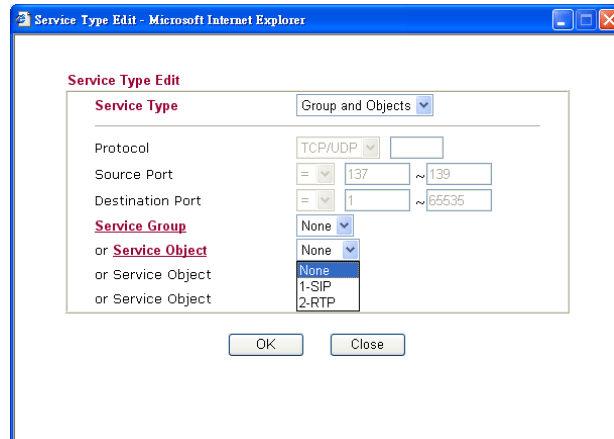 Service Type Edit - Microsoft Internet Explorer
Service Type Edit
Service Type Group and Objects
Protocol TCP/UDP
Source Port = 137 ~ 139
Destination Port = 1 ~ 65535
Service Group None
or Service Object None
or Service Object None
or Service Object 1-SIP
2-RTP
OK Close